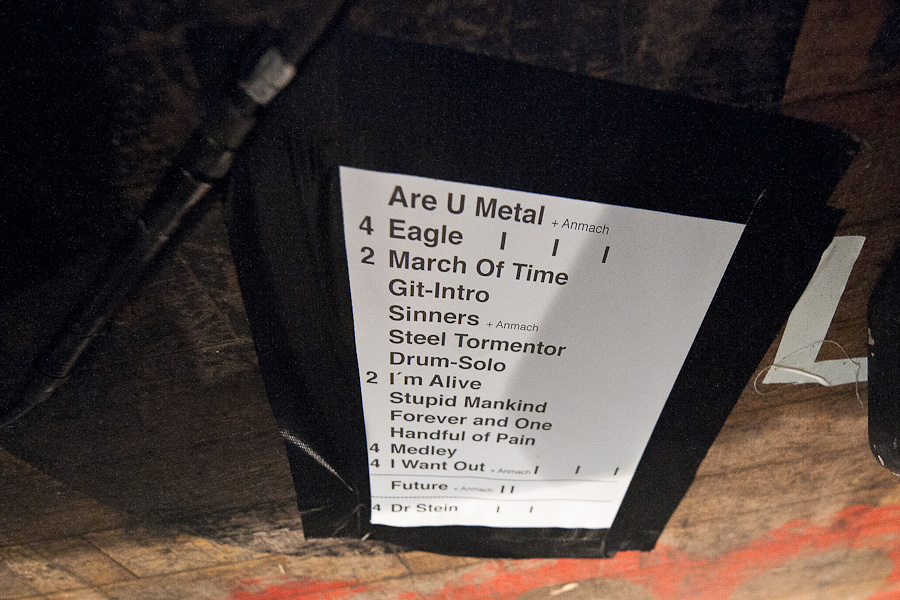 Are U Metal + Anmach
4 Eagle I I I
2 March Of Time
Git-Intro
Sinners + Anmach
Steel Tormentor
Drum-Solo
2 I´m Alive
Stupid Mankind
Forever and One
Handful of Pain
4 Medley
4 I Want Out + Anmach I I I
Future + Anmach I I
4 Dr Stein I I